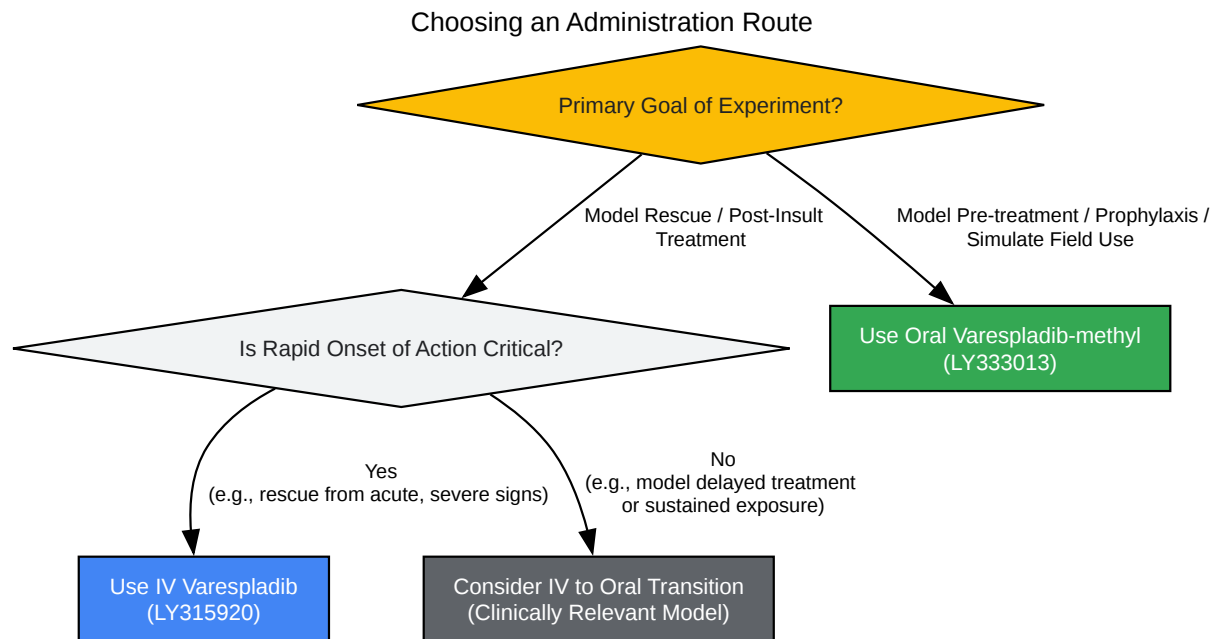 Choosing an Administration Route
Primary Goal of Experiment?
Model Rescue / Post-Insult
Treatment
Model Pre-treatment / Prophylaxis /
Simulate Field Use
Is Rapid Onset of Action Critical?
Use Oral Varespladib-methyl
(LY333013)
Yes
(e.g., rescue from acute, severe signs)
No
(e.g., model delayed treatment
or sustained exposure)
Use IV Varespladib
(LY315920)
Consider IV to Oral Transition
(Clinically Relevant Model)